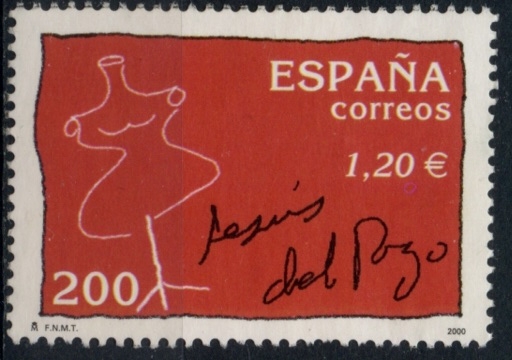 ESPAÑA
correos
1,20 €
Jesús
del Pozo
200
F.N.M.T.
2000